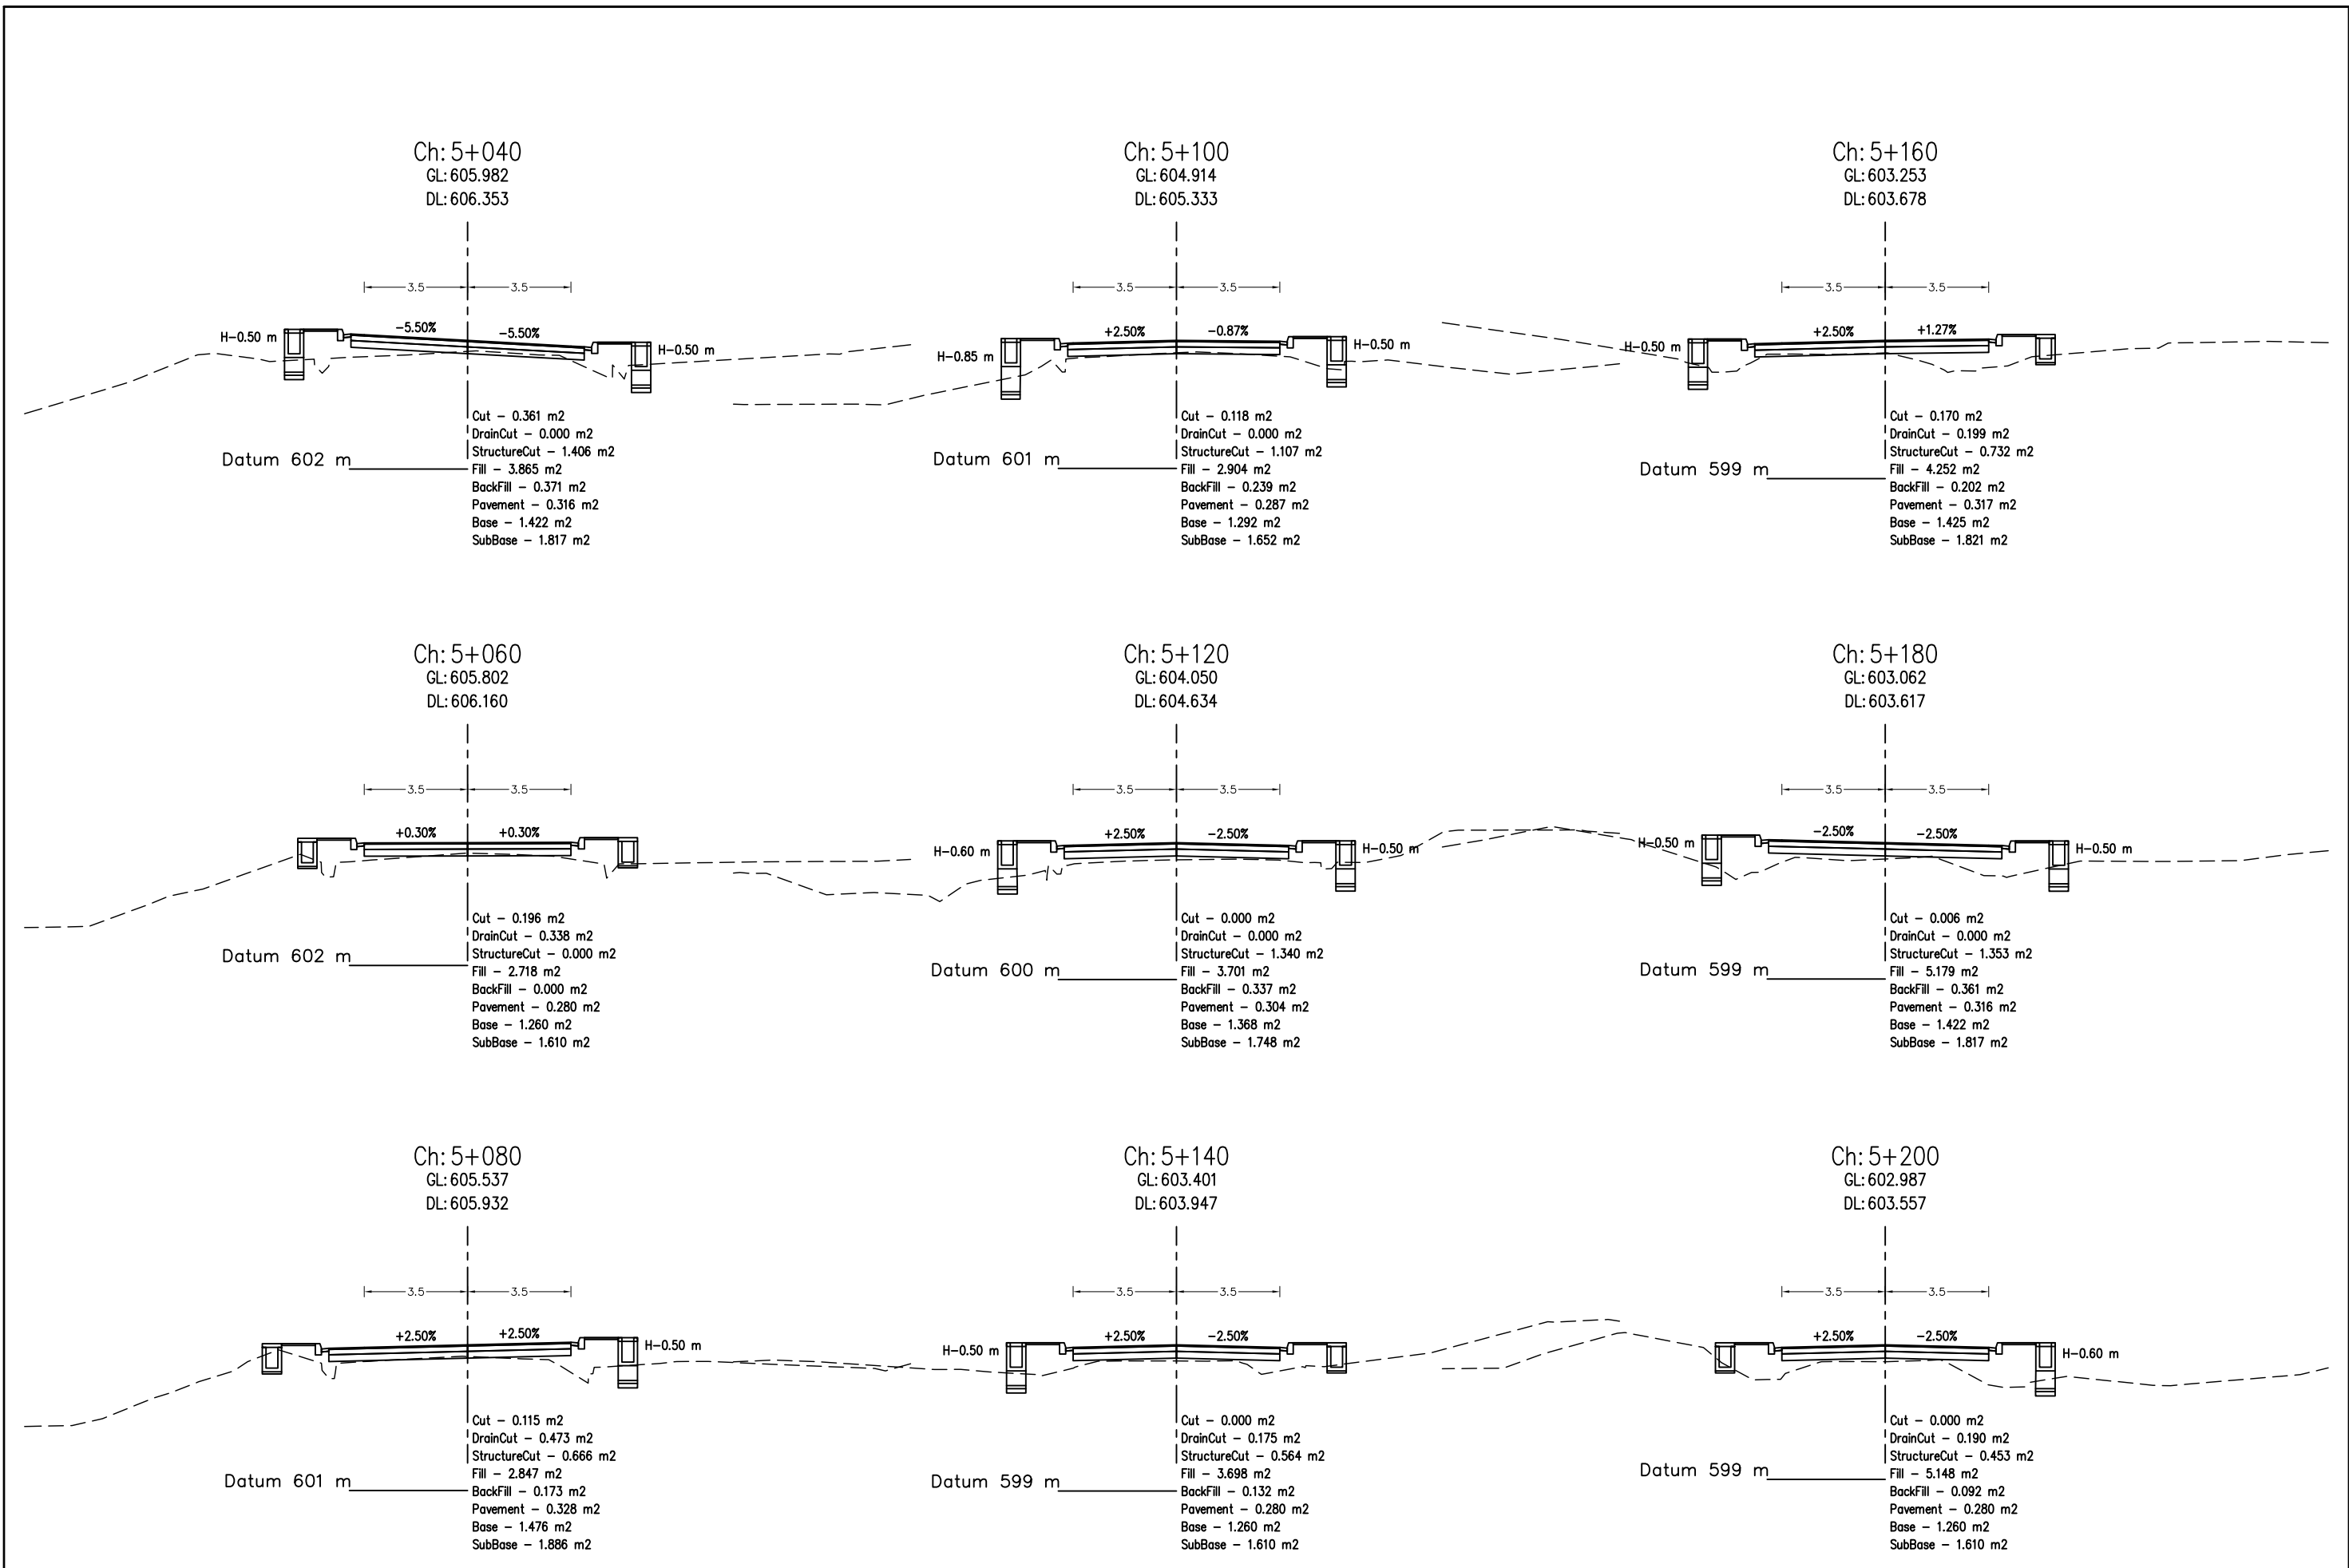 Ch: 5+040
GL: 605.982
DL: 606.353
3.5 3.5
H-0.50 m -5.50% -5.50% H-0.50 m
Cut - 0.361 m2
DrainCut - 0.000 m2
StructureCut - 1.406 m2
Datum 602 m
Fill - 3.865 m2
BackFill - 0.371 m2
Pavement - 0.316 m2
Base - 1.422 m2
SubBase - 1.817 m2
Ch: 5+060
GL: 605.802
DL: 606.160
3.5 3.5
+0.30% +0.30%
Cut - 0.196 m2
DrainCut - 0.338 m2
StructureCut - 0.000 m2
Datum 602 m
Fill - 2.718 m2
BackFill - 0.000 m2
Pavement - 0.280 m2
Base - 1.260 m2
SubBase - 1.610 m2
Ch: 5+080
GL: 605.537
DL: 605.932
3.5 3.5
+2.50% +2.50% H-0.50 m
Cut - 0.115 m2
DrainCut - 0.473 m2
StructureCut - 0.666 m2
Fill - 2.847 m2
Datum 601 m
BackFill - 0.173 m2
Pavement - 0.328 m2
Base - 1.476 m2
SubBase - 1.886 m2
Ch: 5+100
GL: 604.914
DL: 605.333
3.5 3.5
H-0.85 m +2.50% -0.87% H-0.50 m
Cut - 0.118 m2
DrainCut - 0.000 m2
StructureCut - 1.107 m2
Datum 601 m
Fill - 2.904 m2
BackFill - 0.239 m2
Pavement - 0.287 m2
Base - 1.292 m2
SubBase - 1.652 m2
Ch: 5+120
GL: 604.050
DL: 604.634
3.5 3.5
H-0.60 m +2.50% -2.50% H-0.50 m
Cut - 0.000 m2
DrainCut - 0.000 m2
StructureCut - 1.340 m2
Fill - 3.701 m2
Datum 600 m
BackFill - 0.337 m2
Pavement - 0.304 m2
Base - 1.368 m2
SubBase - 1.748 m2
Ch: 5+140
GL: 603.401
DL: 603.947
3.5 3.5
H-0.50 m +2.50% -2.50%
Cut - 0.000 m2
DrainCut - 0.175 m2
StructureCut - 0.564 m2
Fill - 3.698 m2
Datum 599 m
BackFill - 0.132 m2
Pavement - 0.280 m2
Base - 1.260 m2
SubBase - 1.610 m2
Ch: 5+160
GL: 603.253
DL: 603.678
3.5 3.5
H-0.50 m +2.50% +1.27%
Cut - 0.170 m2
DrainCut - 0.199 m2
StructureCut - 0.732 m2
Fill - 4.252 m2
Datum 599 m
BackFill - 0.202 m2
Pavement - 0.317 m2
Base - 1.425 m2
SubBase - 1.821 m2
Ch: 5+180
GL: 603.062
DL: 603.617
3.5 3.5
H-0.50 m -2.50% -2.50% H-0.50 m
Cut - 0.006 m2
DrainCut - 0.000 m2
StructureCut - 1.353 m2
Fill - 5.179 m2
Datum 599 m
BackFill - 0.361 m2
Pavement - 0.316 m2
Base - 1.422 m2
SubBase - 1.817 m2
Ch: 5+200
GL: 602.987
DL: 603.557
3.5 3.5
+2.50% -2.50% H-0.60 m
Cut - 0.000 m2
DrainCut - 0.190 m2
StructureCut - 0.453 m2
Datum 599 m
Fill - 5.148 m2
BackFill - 0.092 m2
Pavement - 0.280 m2
Base - 1.260 m2
SubBase - 1.610 m2